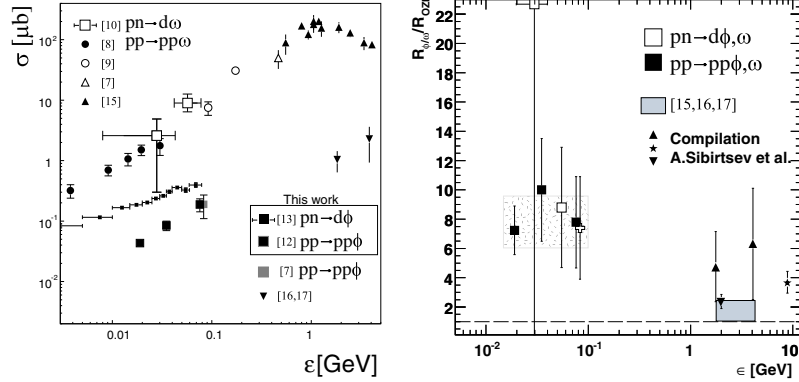 σ [μb]
10²
10
1
10⁻¹
10⁻²
[10] pn→dω
[8] pp→ppω
[9]
[7]
[15]
This work
[13] pn→dϕ
[12] pp→ppϕ
[7] pp→ppϕ
[16,17]
0.01
0.1
1
ε[GeV]
R_ϕ/ω/R_OZI
22
20
18
16
14
12
10
8
6
4
2
pn→dϕ,ω
pp→ppϕ,ω
[15,16,17]
Compilation
A.Sibirtsev et al.
10⁻²
10⁻¹
1
10
ϵ [GeV]